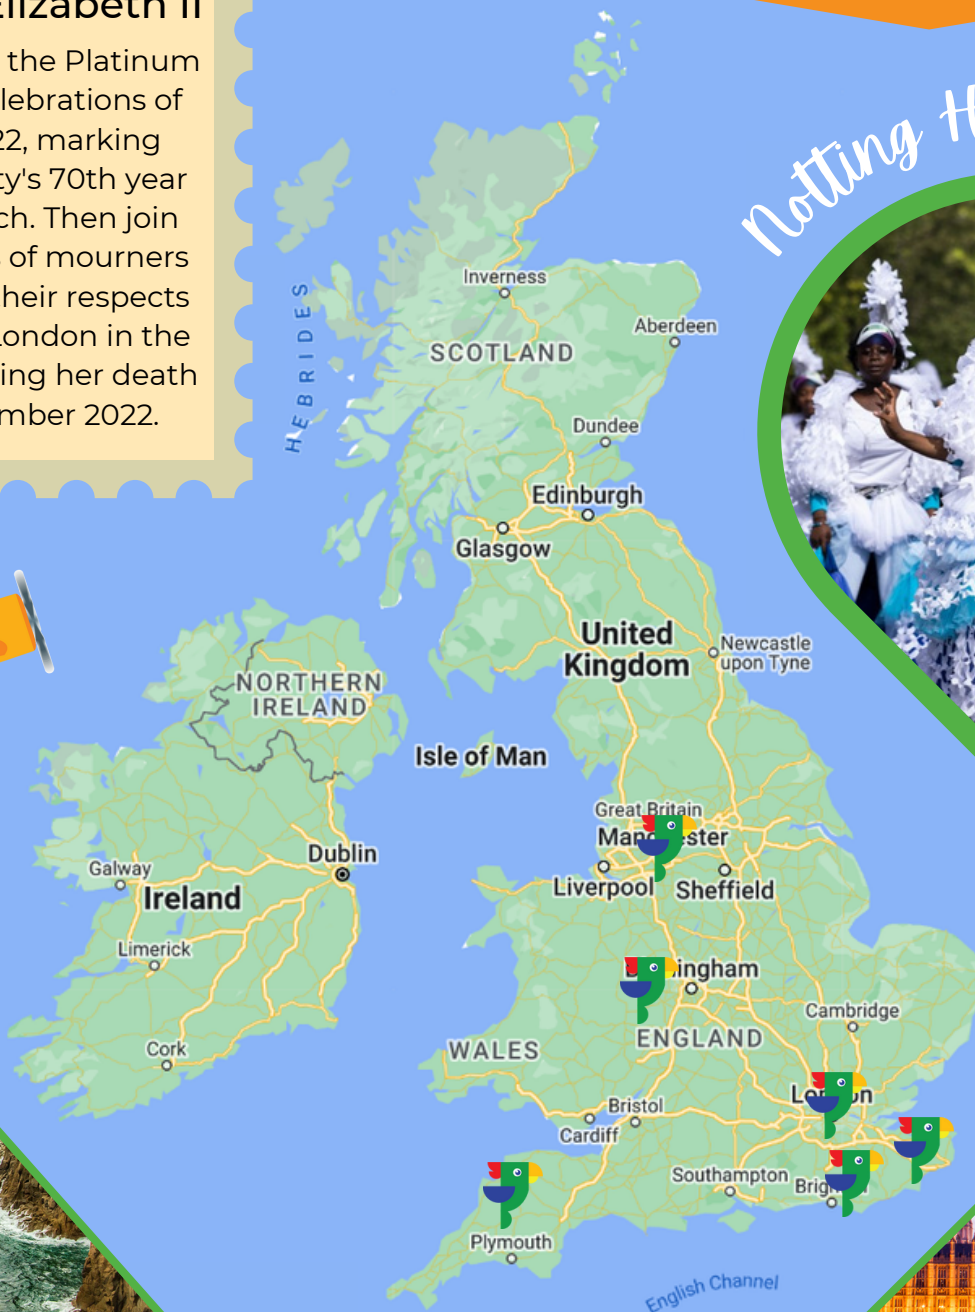 Elizabeth II
the Platinum
lebrations of
22, marking
ty's 70th year
ch. Then join
s of mourners
their respects
London in the
ing her death
mber 2022.
Notting H
HEBRIDES
Inverness
Aberdeen
SCOTLAND
Dundee
Edinburgh
Glasgow
United
Kingdom
Newcastle
upon Tyne
NORTHERN
IRELAND
Isle of Man
Great Britain
Dublin
Galway
Ireland
Liverpool
Sheffield
Limerick
ingham
Cambridge
Cork
WALES
ENGLAND
Bristol
Cardiff
Southampton
Plymouth
English Channel